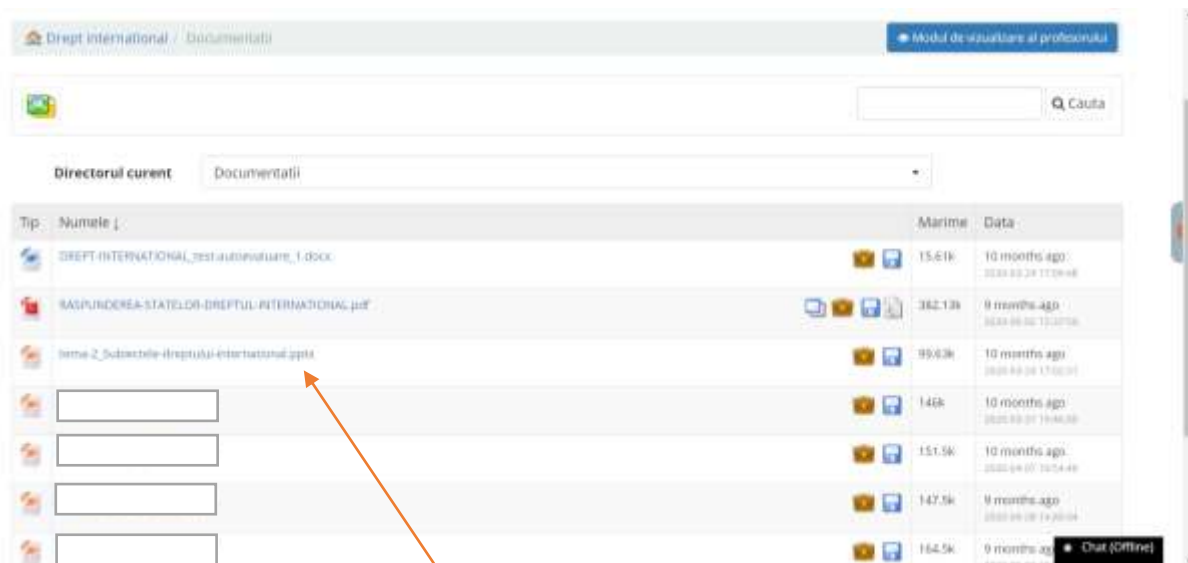 Drept international / Documentatii
Modul de vizualizare al profesorului
Cauta
Directorul curent Documentatii
Tip Numele ↓ Marime Data
DREPT-INTERNATIONAL_test-autoevaluare_1.docx 15.61k 10 months ago
RASPUNDEREA-STATELOR-DREPTUL-INTERNATIONAL.pdf 382.13k 9 months ago
tema-2_Subiectele-dreptului-international.pptx 99.63k 10 months ago
146k 10 months ago
151.5k 10 months ago
147.5k 9 months ago
164.5k 9 months ag
Chat (Offline)